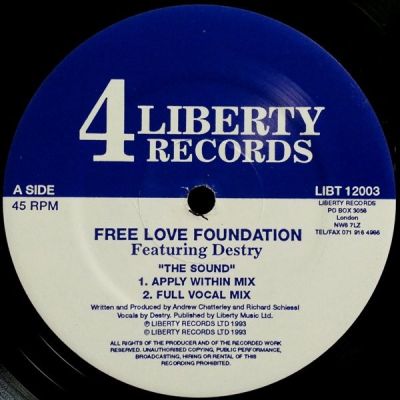 4 LIBERTY
RECORDS
A SIDE
LIBT 12003
45 RPM
LIBERTY RECORDS
PO BOX 3056
London
NW6 7LZ
TEL/FAX 071 916 4966
FREE LOVE FOUNDATION
Featuring Destry
"THE SOUND"
1. APPLY WITHIN MIX
2. FULL VOCAL MIX
Written and Produced by Andrew Chatterley and Richard Schiessl
Vocals by Destry. Published by Liberty Music Ltd.
℗ LIBERTY RECORDS LTD 1993
© LIBERTY RECORDS LTD 1993
ALL RIGHTS OF THE PRODUCER AND OF THE RECORDED WORK
RESERVED. UNAUTHORISED COPYING, PUBLIC PERFORMANCE,
BROADCASTING, HIRING OR RENTAL OF THIS
RECORDING PROHIBITED.